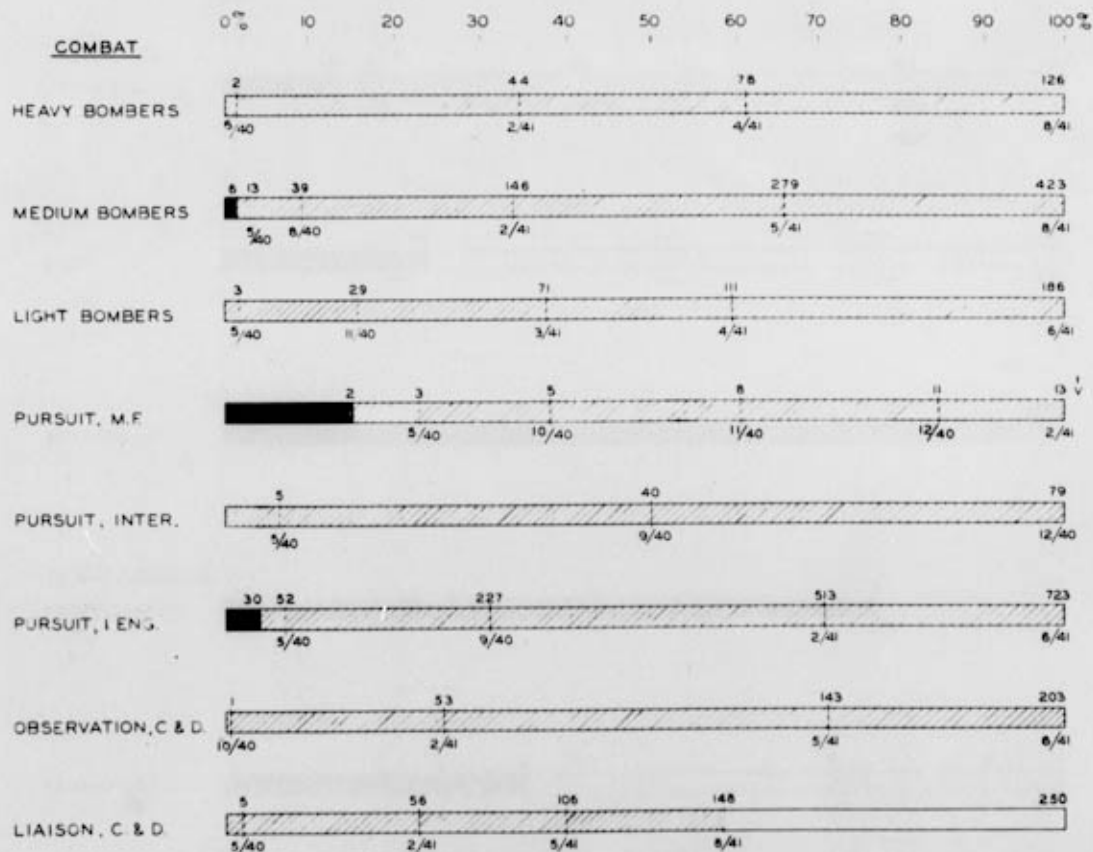 0% 10 20 30 40 50 60 70 80 90 100%
COMBAT
2 44 78 126
HEAVY BOMBERS
5/40 2/41 4/41 8/41
6 13 39 146 279 423
MEDIUM BOMBERS
5/40 8/40 2/41 5/41 8/41
3 29 71 111 186
LIGHT BOMBERS
5/40 11/40 3/41 4/41 6/41
2 3 5 8 11 13
PURSUIT, M.F.
5/40 10/40 11/40 12/40 2/41
5 40 79
PURSUIT, INTER.
5/40 9/40 12/40
30 52 227 513 723
PURSUIT, 1 ENG.
5/40 9/40 2/41 6/41
1 53 143 203
OBSERVATION, C & D.
10/40 2/41 5/41 6/41
5 56 106 148 250
LIAISON, C. & D.
5/40 2/41 5/41 8/41